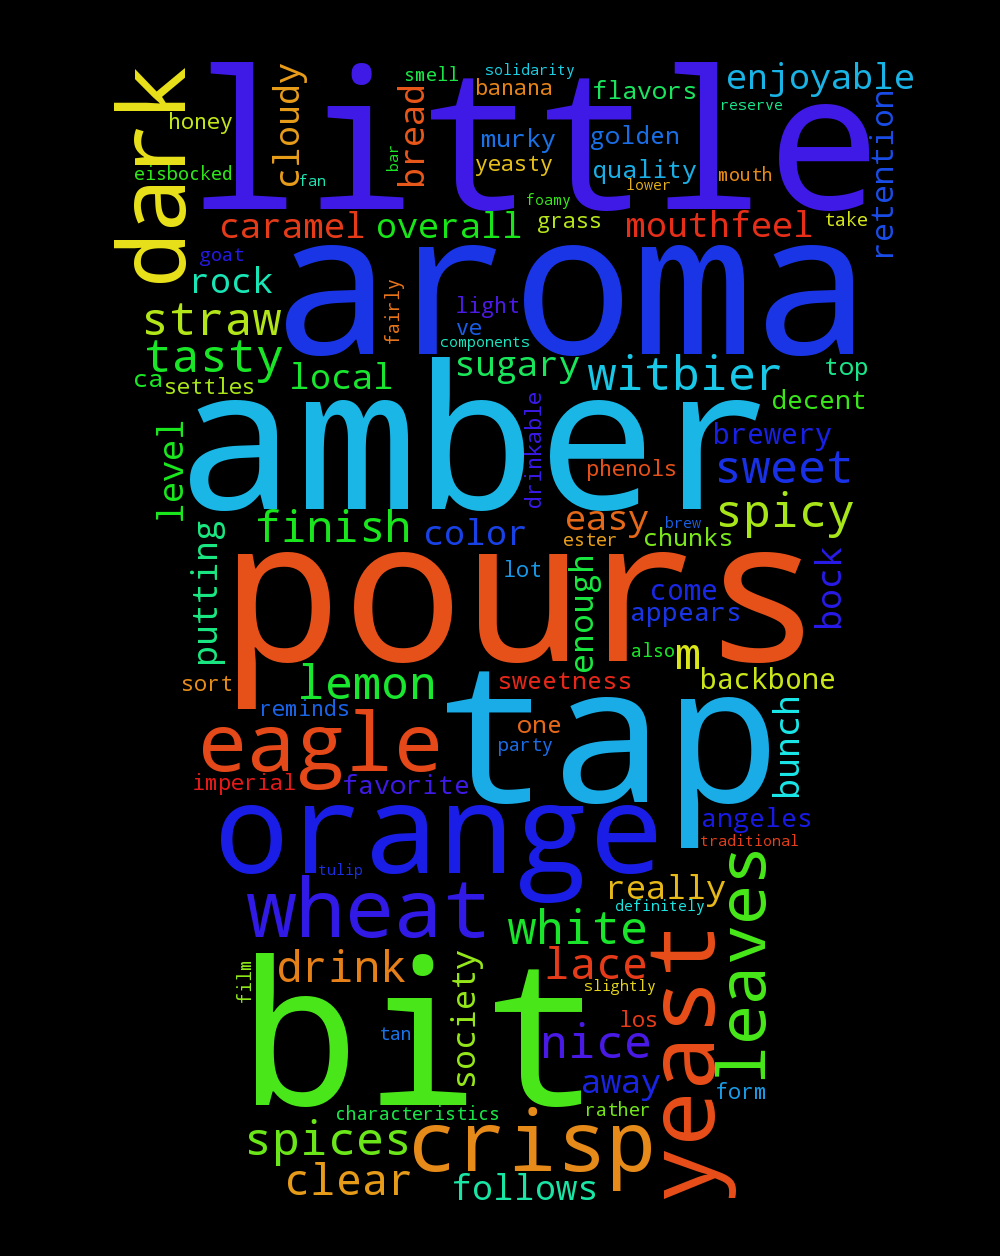 little
dark
honey
eisbocked
cloudy
fan
smell
bar
bread
solidarity
banana
murky
yeasty
foamy
grass
flavors
golden
quality
lower
enjoyable
reserve
mouth
take
retention
caramel
overall
mouthfeel
goat
rock
aroma
fairly
light
ve
components
straw
tasty
ca
settles
local
sugary
witbier
top
decent
amber
drinkable
phenols
brewery
sweet
level
finish
color
easy
ester
brew
chunks
spicy
putting
pours
lot
enough
come
appears
bock
also
m
backbone
sort
lemon
sweetness
reminds
eagle
tap
one
party
bunch
imperial
favorite
orange
angeles
traditional
tulip
wheat
really
definitely
white
leaves
drink
lace
slightly
yeast
film
bit
society
tan
los
nice
away
form
characteristics
rather
spices
crisp
clear
follows